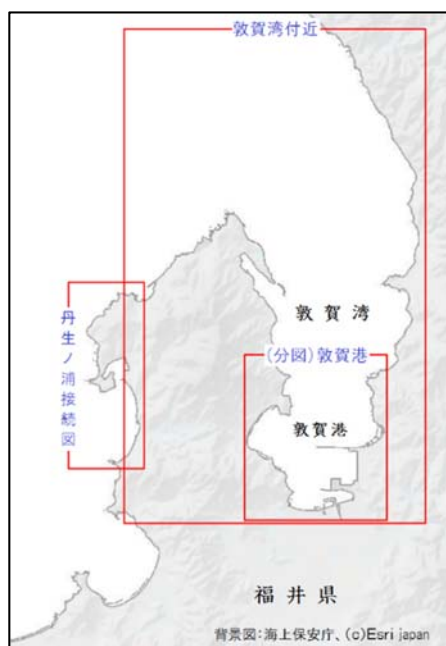 敦賀湾付近
丹生ノ浦接続図
敦賀湾
(分図)敦賀港
敦賀港
福井県
背景図:海上保安庁、(c)Esri japan